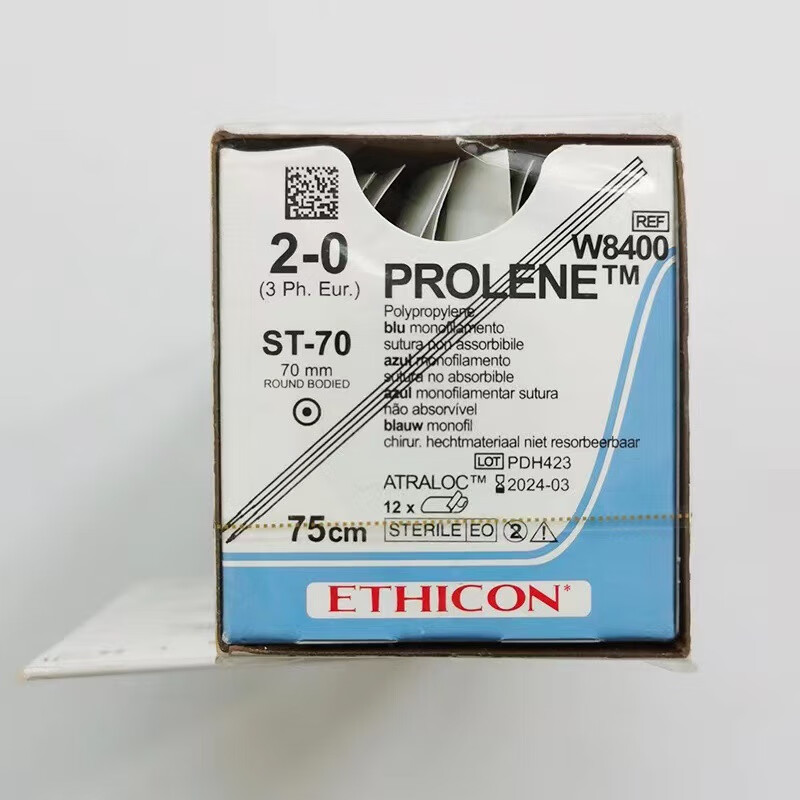 2-0
(3 Ph. Eur.)
ST-70
70 mm
ROUND BODIED
75cm
REF
W8400
PROLENE™
Polypropylene
blu monofilamento
sutura non assorbibile
azul monofilamento
sutura no absorbible
azul monofilamentar sutura
não absorvível
blauw monofil
chirur. hechtmateriaal niet resorbeerbaar
LOT PDH423
ATRALOC™ 2024-03
12 x
STERILE EO 2
ETHICON*